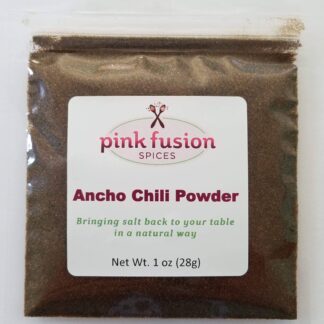 pink fusion
SPICES
Ancho Chili Powder
Bringing salt back to your table
in a natural way
Net Wt. 1 oz (28g)